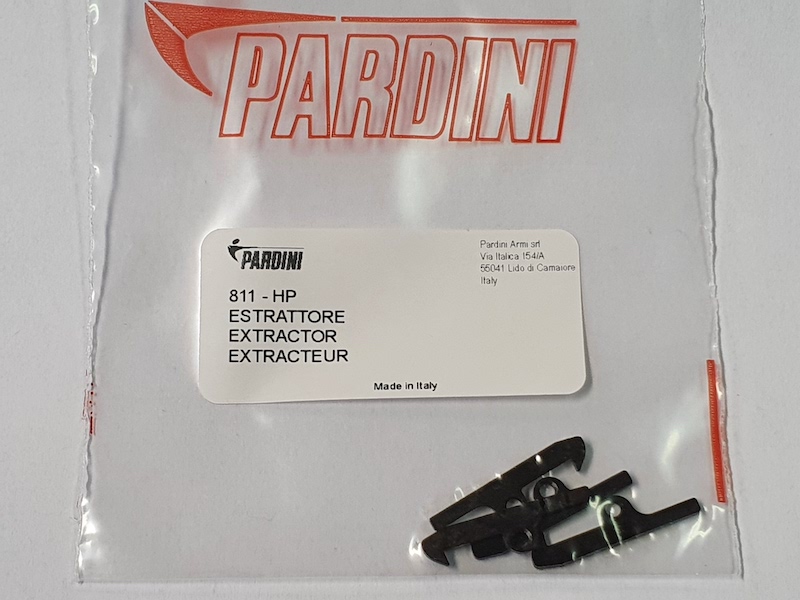 PARDINI
PARDINI
Pardini Armi srl
Via Italica 154/A
55041 Lido di Camaiore
Italy
811 - HP
ESTRATTORE
EXTRACTOR
EXTRACTEUR
Made in Italy